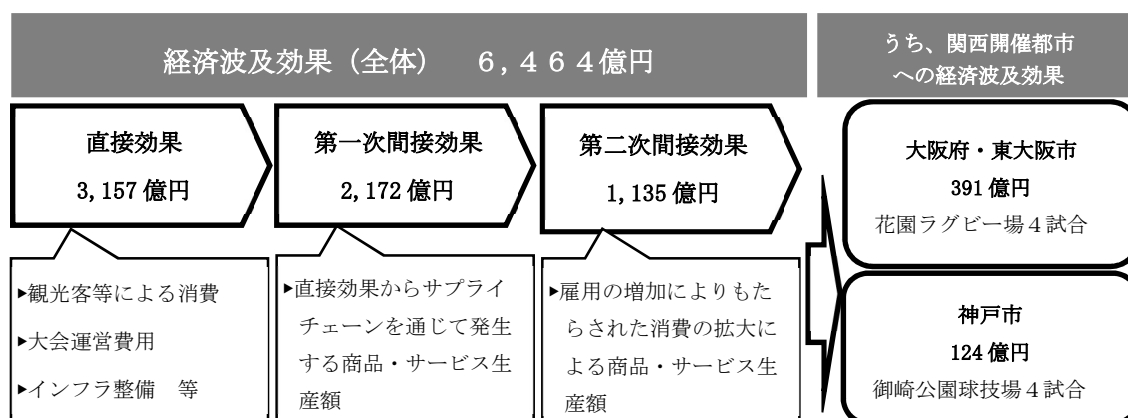 経済波及効果（全体）　６，４６４億円
うち、関西開催都市
への経済波及効果
直接効果
3,157 億円
第一次間接効果
2,172 億円
第二次間接効果
1,135 億円
大阪府・東大阪市
391 億円
花園ラグビー場４試合
▶観光客等による消費
▶大会運営費用
▶インフラ整備　等
▶直接効果からサプライ
チェーンを通じて発生
する商品・サービス生
産額
▶雇用の増加によりもた
らされた消費の拡大に
よる商品・サービス生
産額
神戸市
124 億円
御崎公園球技場４試合